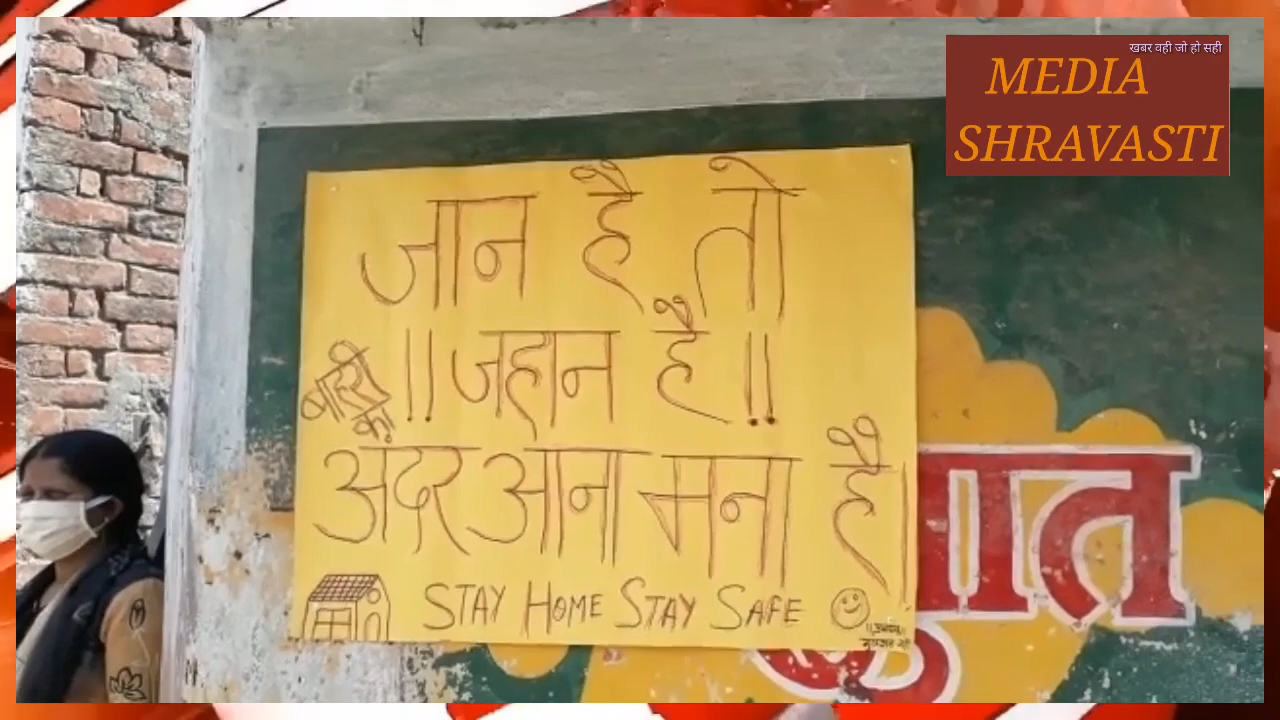 खबर वही जो हो सही
MEDIA
SHRAVASTI
जान है तो
!! जहान है !!
बाहरी
का
अंदर आना मना है।
STAY HOME STAY SAFE